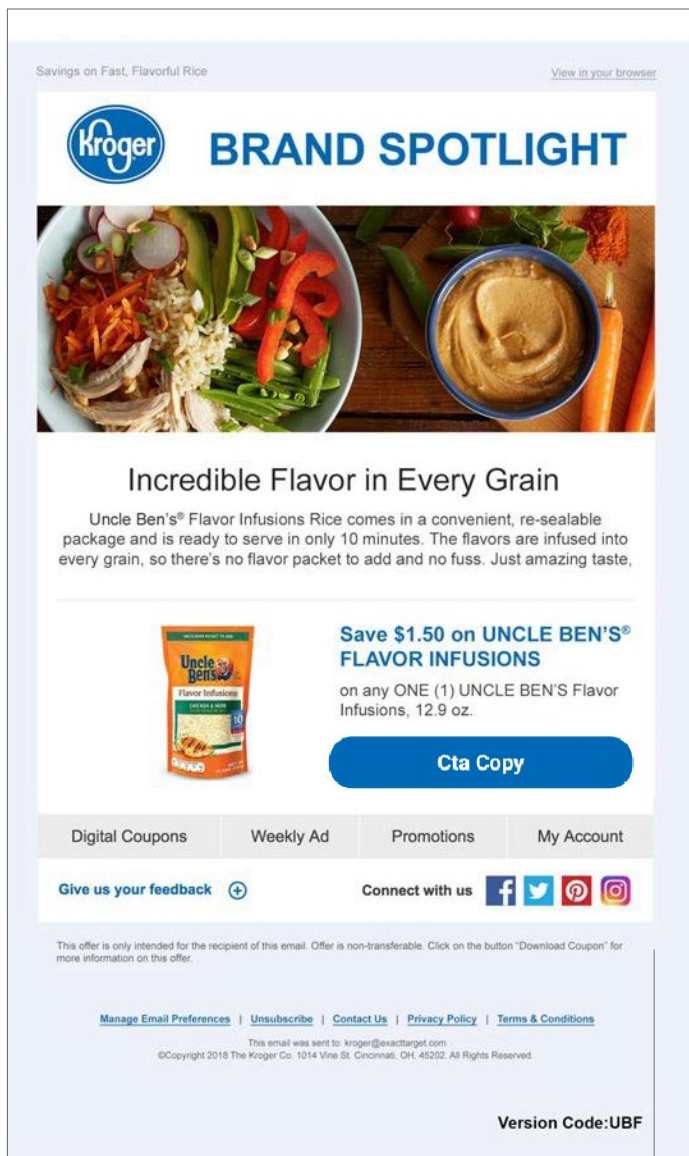 Savings on Fast, Flavorful Rice
View in your browser
Kroger
BRAND SPOTLIGHT
Incredible Flavor in Every Grain
Uncle Ben's® Flavor Infusions Rice comes in a convenient, re-sealable
package and is ready to serve in only 10 minutes. The flavors are infused into
every grain, so there's no flavor packet to add and no fuss. Just amazing taste,
Uncle
Ben's
Flavor Infusions
CHICKEN & HERB
10
Save $1.50 on UNCLE BEN'S®
FLAVOR INFUSIONS
on any ONE (1) UNCLE BEN'S Flavor
Infusions, 12.9 oz.
Cta Copy
Digital Coupons
Weekly Ad
Promotions
My Account
Give us your feedback
Connect with us
This offer is only intended for the recipient of this email. Offer is non-transferable. Click on the button "Download Coupon" for
more information on this offer.
Manage Email Preferences | Unsubscribe | Contact Us | Privacy Policy | Terms & Conditions
This email was sent to: kroger@exacttarget.com
©Copyright 2018 The Kroger Co. 1014 Vine St. Cincinnati, OH, 45202. All Rights Reserved.
Version Code:UBF